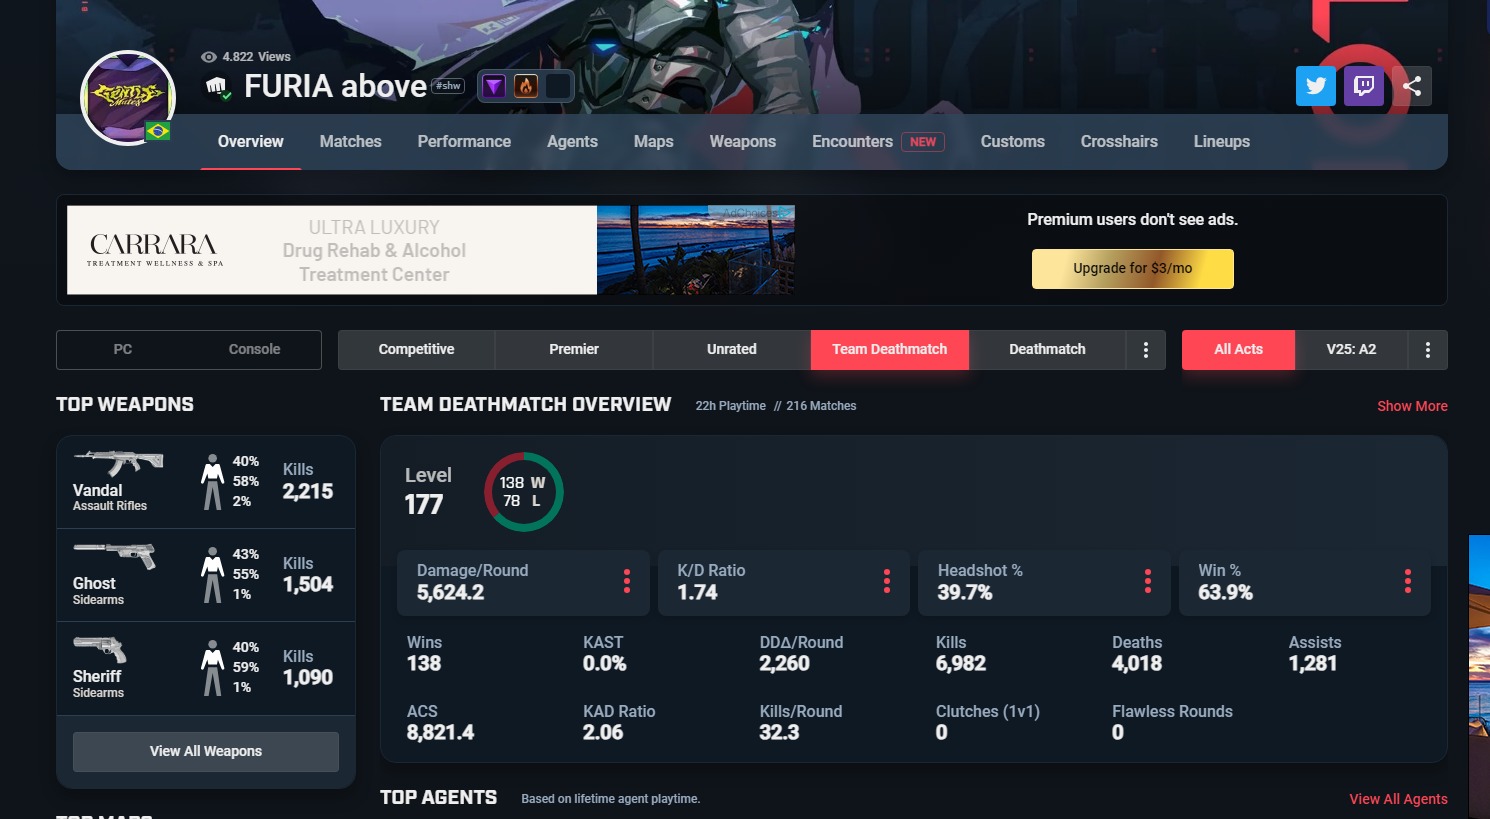 4.822 Views
FURIA above #shw
Overview
Matches
Performance
Agents
Maps
Weapons
Encounters NEW
Customs
Crosshairs
Lineups
CARRARA
TREATMENT WELLNESS & SPA
ULTRA LUXURY
Drug Rehab & Alcohol
Treatment Center
AdChoices
Premium users don't see ads.
Upgrade for $3/mo
PC
Console
Competitive
Premier
Unrated
Team Deathmatch
Deathmatch
All Acts
V25: A2
TOP WEAPONS
Vandal
Assault Rifles
40%
58%
2%
Kills
2,215
Ghost
Sidearms
43%
55%
1%
Kills
1,504
Sheriff
Sidearms
40%
59%
1%
Kills
1,090
View All Weapons
TEAM DEATHMATCH OVERVIEW
22h Playtime // 216 Matches
Show More
Level
177
138 W
78 L
Damage/Round
5,624.2
K/D Ratio
1.74
Headshot %
39.7%
Win %
63.9%
Wins
138
KAST
0.0%
DDΔ/Round
2,260
Kills
6,982
Deaths
4,018
Assists
1,281
ACS
8,821.4
KAD Ratio
2.06
Kills/Round
32.3
Clutches (1v1)
0
Flawless Rounds
0
TOP AGENTS
Based on lifetime agent playtime.
View All Agents
TOP MAPS